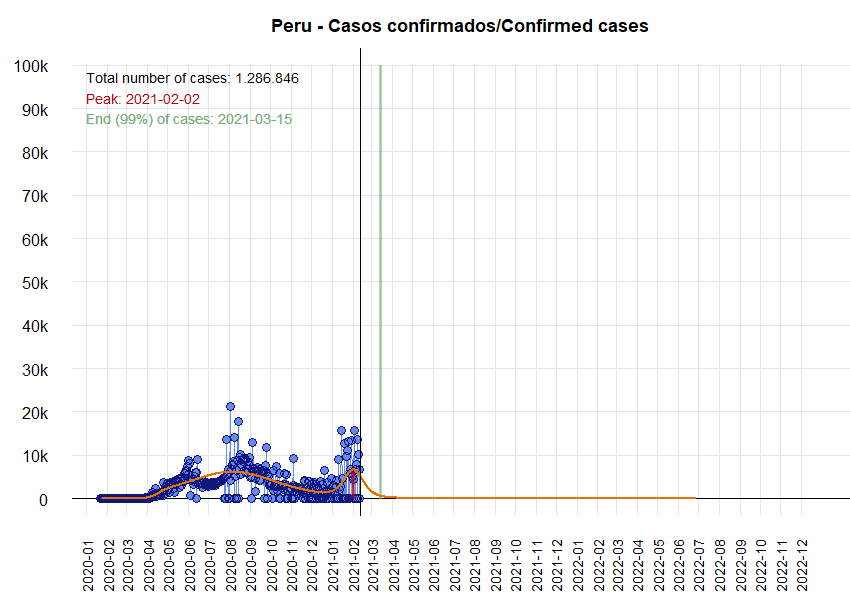 Peru - Casos confirmados/Confirmed cases
100k
Total number of cases: 1.286.846
Peak: 2021-02-02
90k
End (99%) of cases: 2021-03-15
80k
70k
60k
50k
40k
30k
20k
10k
0
2020-01
2020-02
2020-03
2020-04
2020-05
2020-06
2020-07
2020-08
2020-09
2020-10
2020-11
2020-12
2021-01
2021-02
2021-03
2021-04
2021-05
2021-06
2021-07
2021-08
2021-09
2021-10
2021-11
2021-12
2022-01
2022-02
2022-03
2022-04
2022-05
2022-06
2022-07
2022-08
2022-09
2022-10
2022-11
2022-12